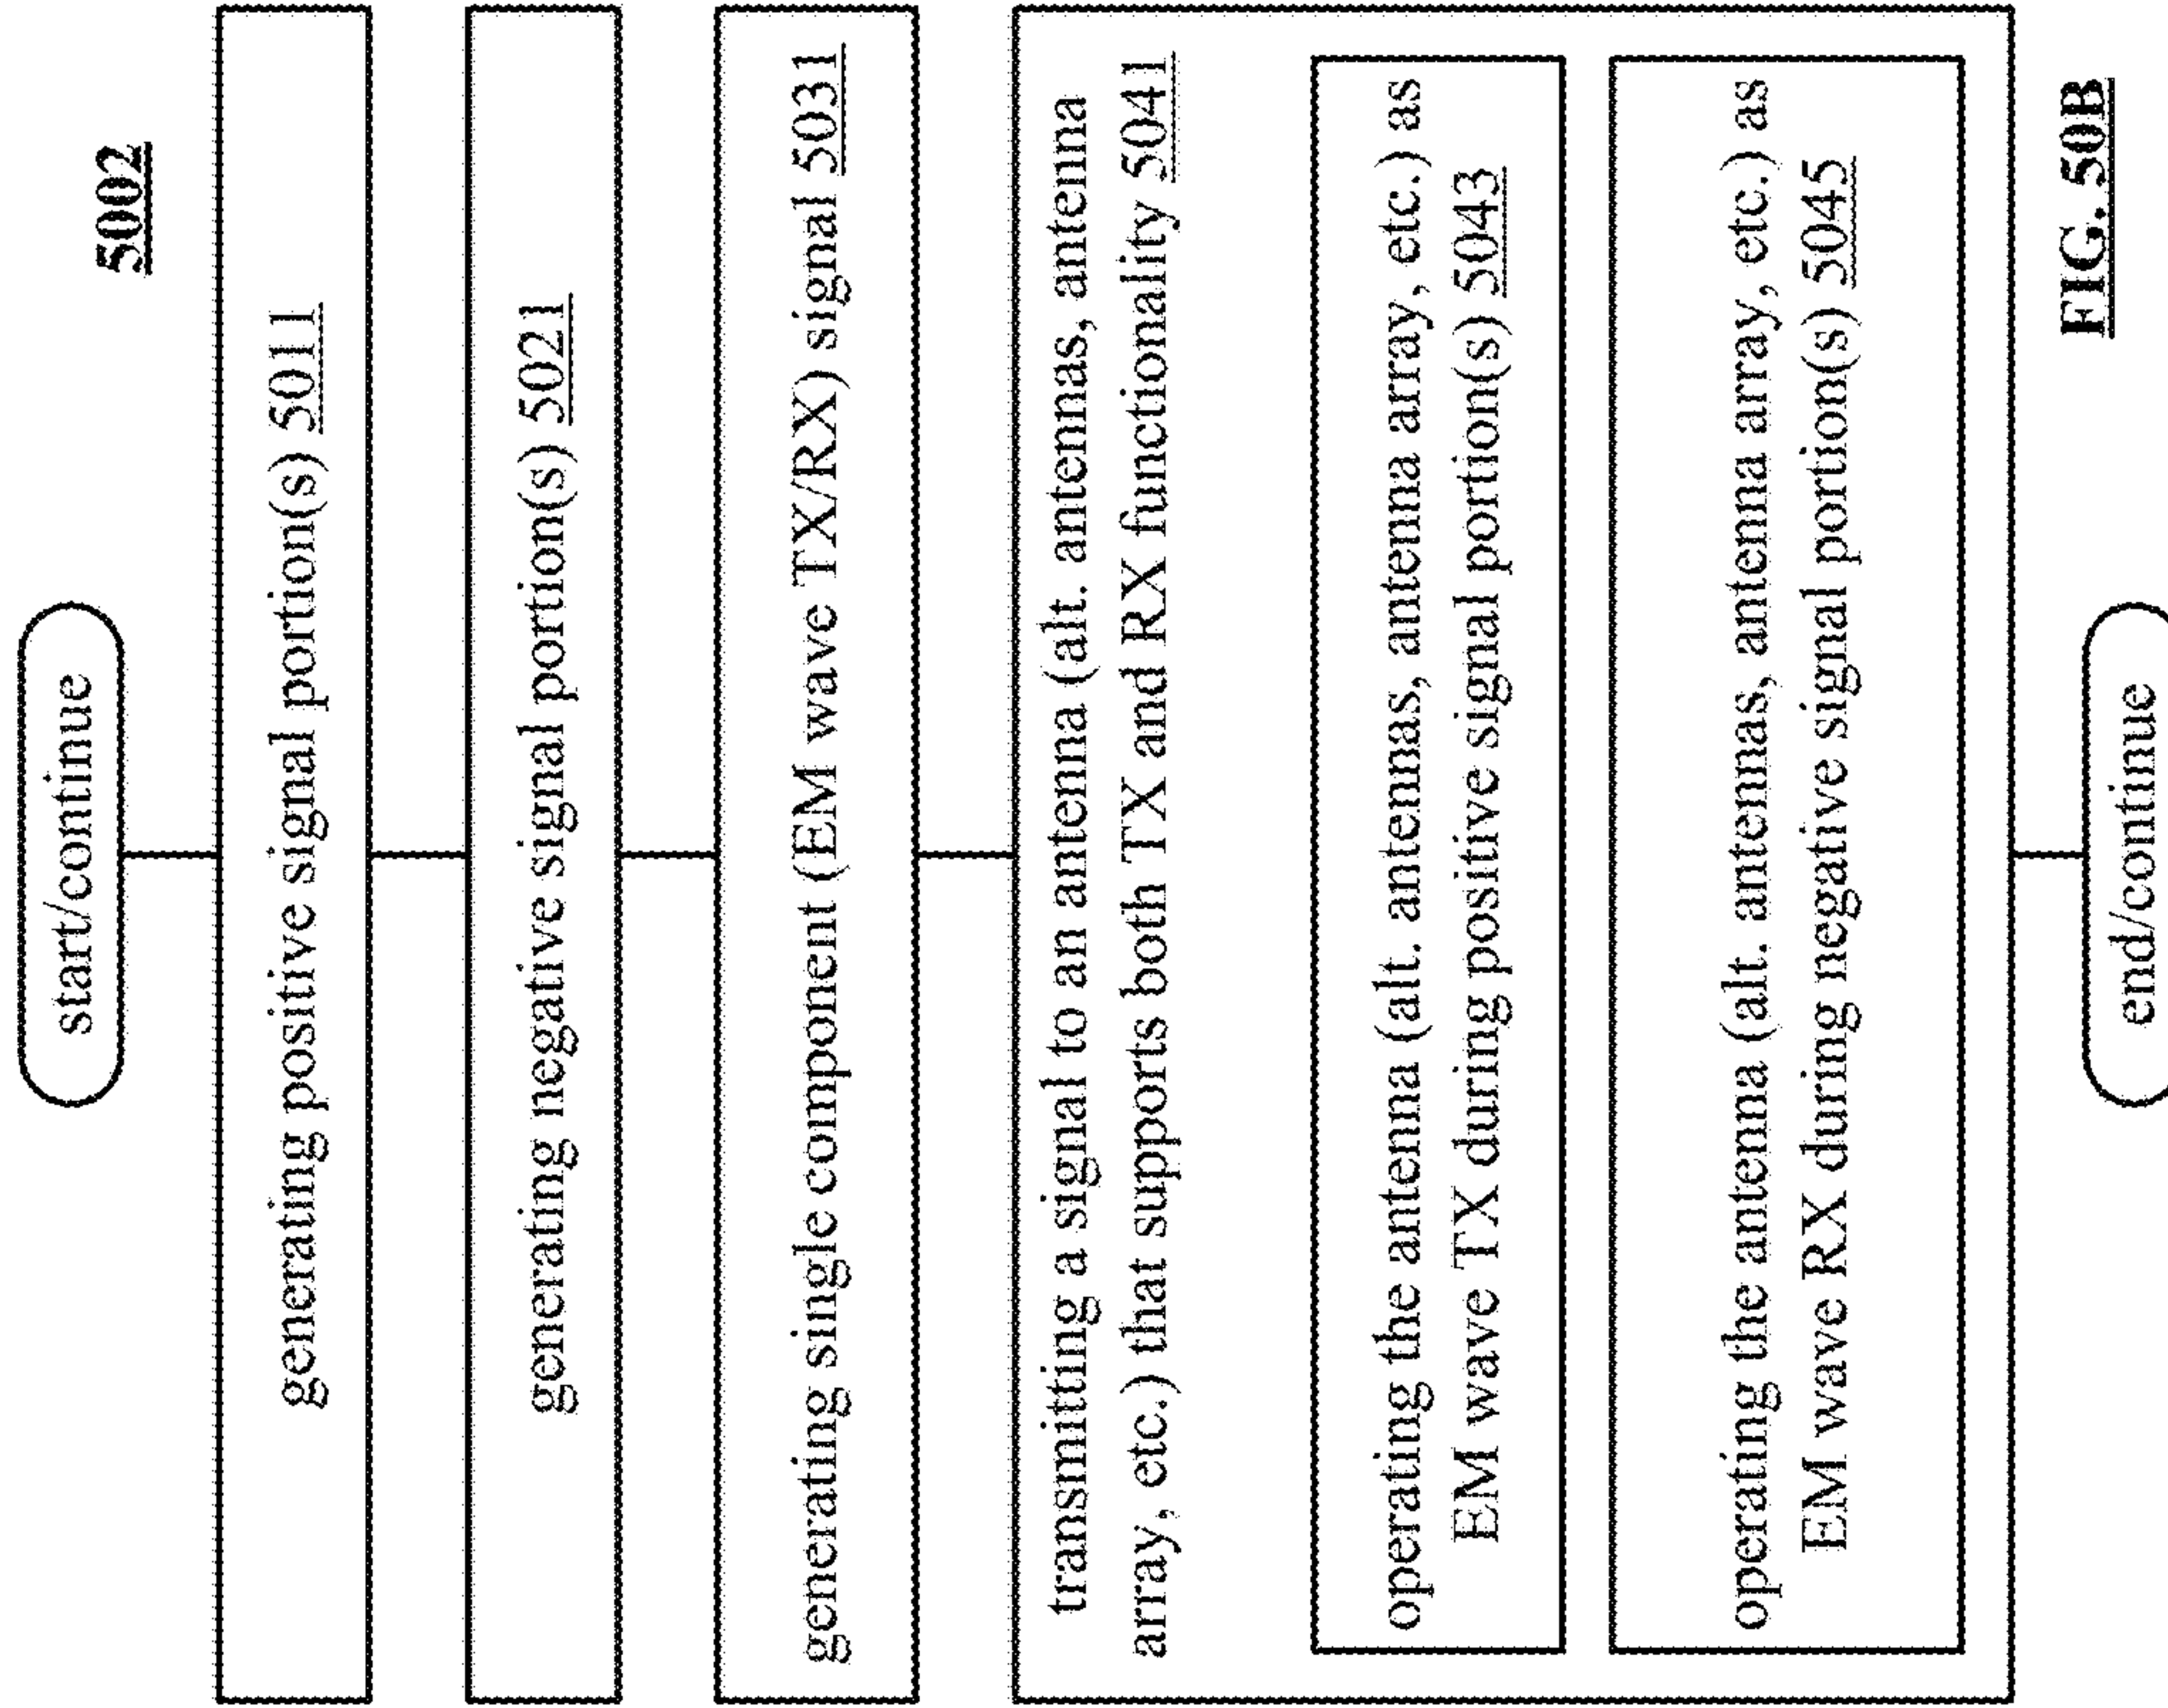 5002
start/continue
generating positive signal portion(s) 5011
generating negative signal portion(s) 5021
generating single component (EM wave TX/RX) signal 5031
transmitting a signal to an antenna (alt. antennas, antenna
array, etc.) that supports both TX and RX functionality 5041
operating the antenna (alt. antennas, antenna array, etc.) as
EM wave TX during positive signal portion(s) 5043
operating the antenna (alt. antennas, antenna array, etc.) as
EM wave RX during negative signal portion(s) 5045
FIG. 50B
end/continue